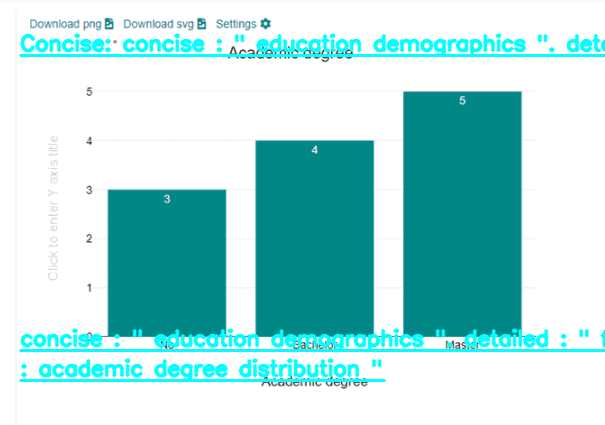 Download png Download svg Settings
Concise:: concise : " education demographics ". deta
Academic degree
5
4
3
2
1
0
Click to enter Y axis title
3
4
5
No
Bachelor
Master
concise : " education demographics ". detailed : "
: academic degree distribution "
Academic degree